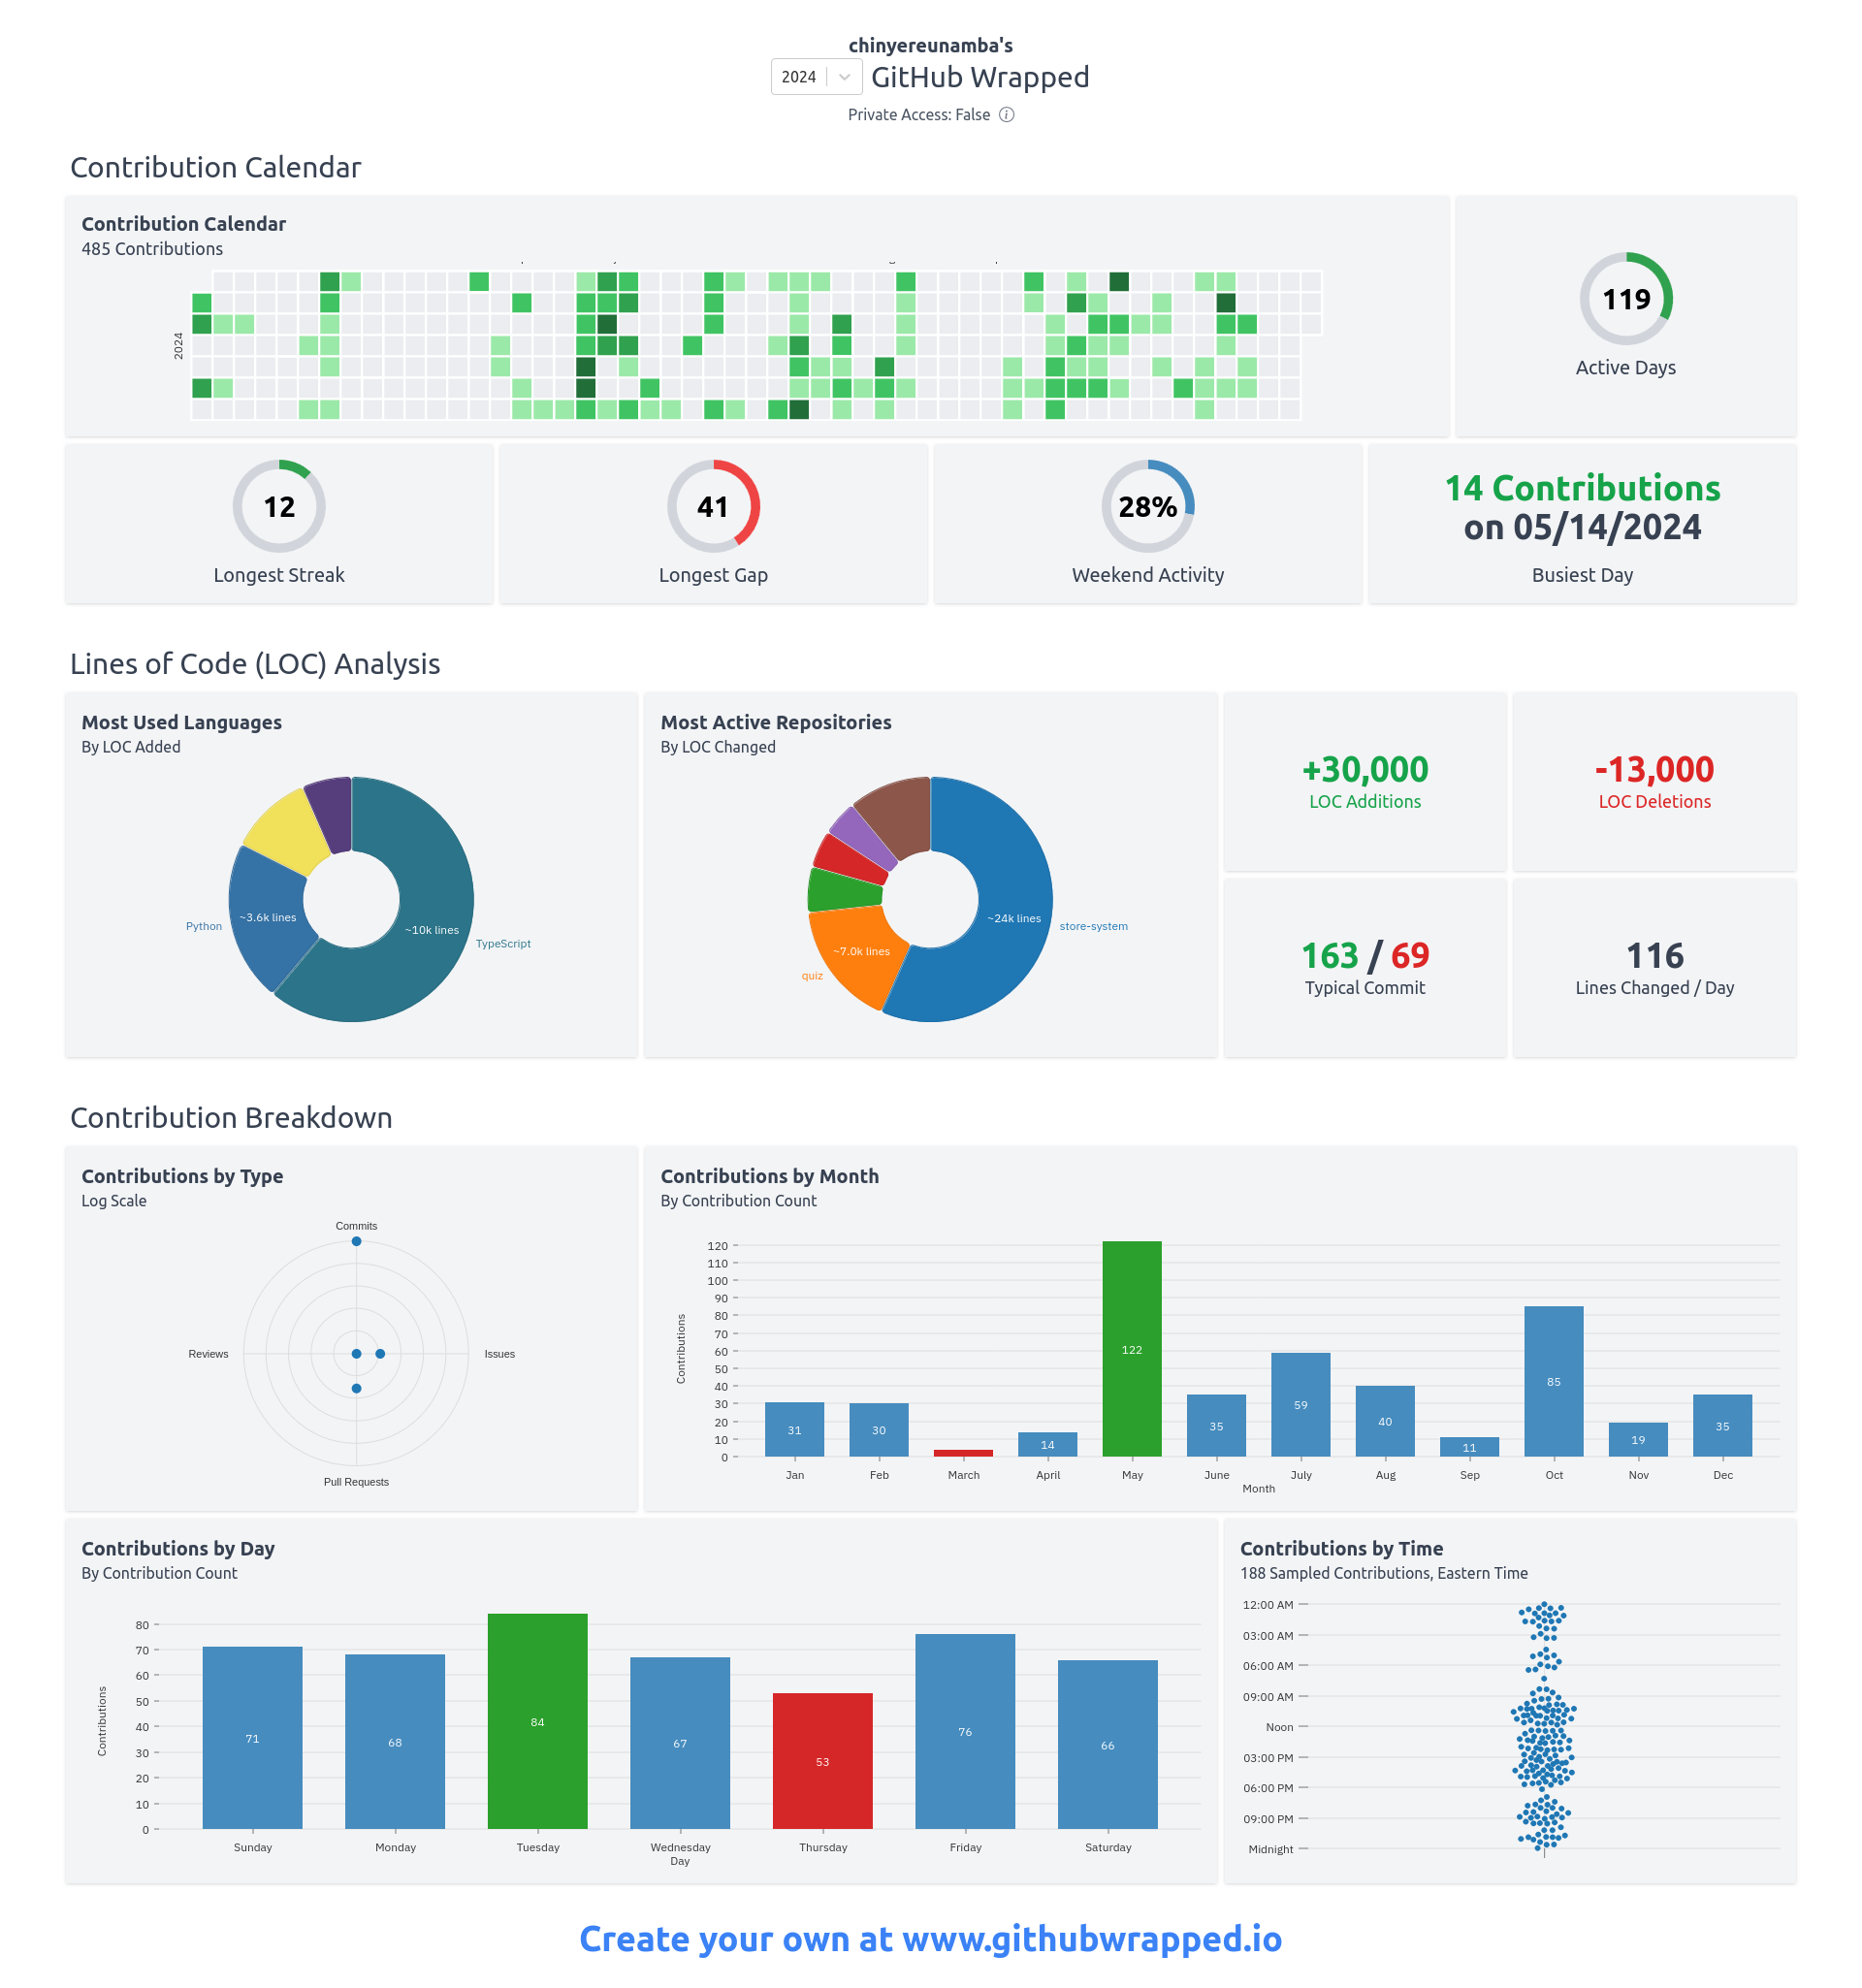 chinyereunamba's
2024 GitHub Wrapped
Private Access: False
Contribution Calendar
Contribution Calendar
485 Contributions
2024
119
Active Days
12
Longest Streak
41
Longest Gap
28%
Weekend Activity
14 Contributions
on 05/14/2024
Busiest Day
Lines of Code (LOC) Analysis
Most Used Languages
By LOC Added
~3.6k lines
Python
~10k lines
TypeScript
Most Active Repositories
By LOC Changed
~24k lines
store-system
~7.0k lines
quiz
+30,000
LOC Additions
-13,000
LOC Deletions
163 / 69
Typical Commit
116
Lines Changed / Day
Contribution Breakdown
Contributions by Type
Log Scale
Commits
Reviews
Issues
Pull Requests
Contributions by Month
By Contribution Count
Contributions
120
110
100
90
80
70
60
50
40
30
20
10
0
31
30
14
122
35
59
40
11
85
19
35
Jan
Feb
March
April
May
June
July
Aug
Sep
Oct
Nov
Dec
Month
Contributions by Day
By Contribution Count
Contributions
80
70
60
50
40
30
20
10
0
71
68
84
67
53
76
66
Sunday
Monday
Tuesday
Wednesday
Thursday
Friday
Saturday
Day
Contributions by Time
188 Sampled Contributions, Eastern Time
12:00 AM
03:00 AM
06:00 AM
09:00 AM
Noon
03:00 PM
06:00 PM
09:00 PM
Midnight
Create your own at www.githubwrapped.io